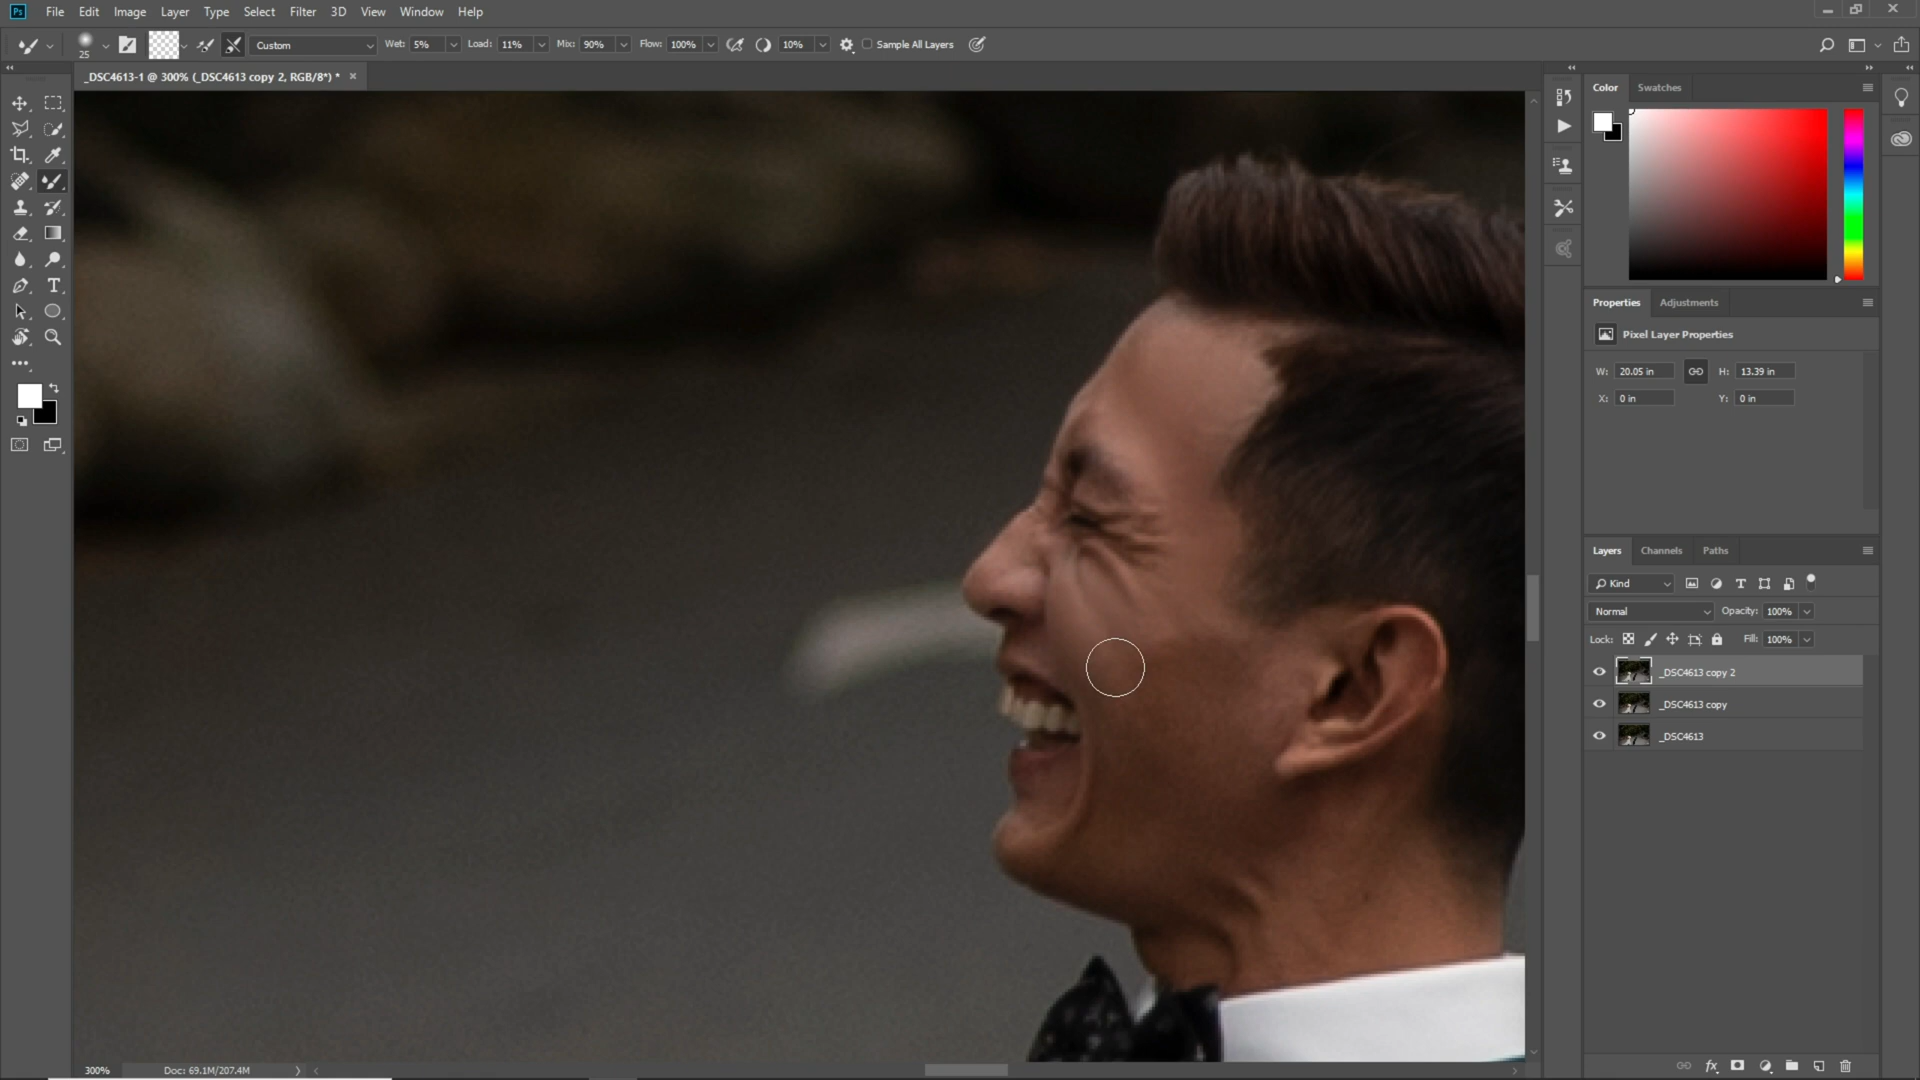 Ps File Edit Image Layer Type Select Filter 3D View Window Help
25 Custom Wet: 5% Load: 11% Mix: 90% Flow: 100% 10% Sample All Layers
_DSC4613-1 @ 300% (_DSC4613 copy 2, RGB/8*) *
Color Swatches
Properties Adjustments
Pixel Layer Properties
W: 20.05 in H: 13.39 in
X: 0 in Y: 0 in
Layers Channels Paths
Kind
Normal Opacity: 100%
Lock: Fill: 100%
_DSC4613 copy 2
_DSC4613 copy
_DSC4613
300% Doc: 69.1M/207.4M
fx